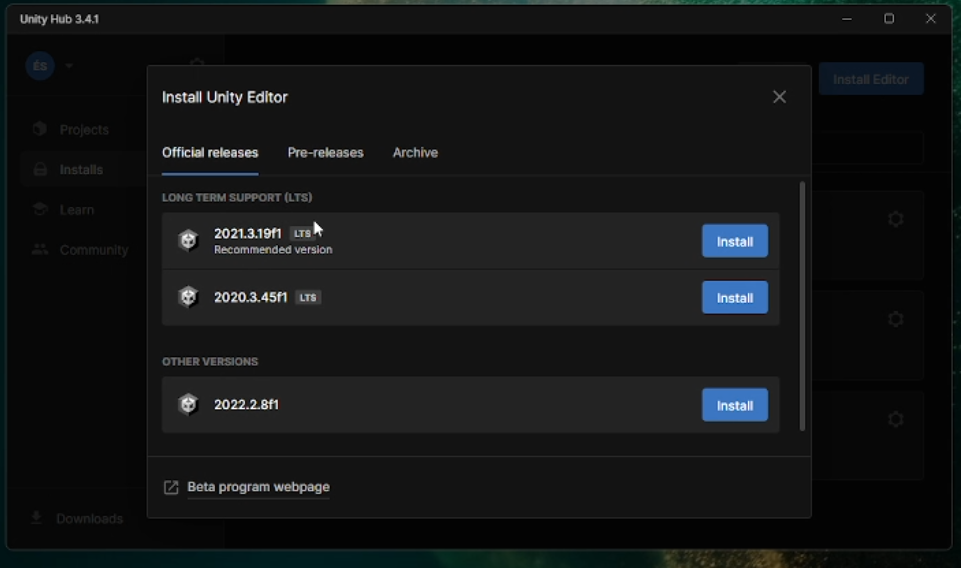 Unity Hub 3.4.1
ÉS
Install Editor
Install Unity Editor
Projects
Official releases
Pre-releases
Archive
Installs
LONG TERM SUPPORT (LTS)
Learn
2021.3.19f1 LTS
Recommended version
Install
Community
2020.3.45f1 LTS
Install
OTHER VERSIONS
2022.2.8f1
Install
Beta program webpage
Downloads